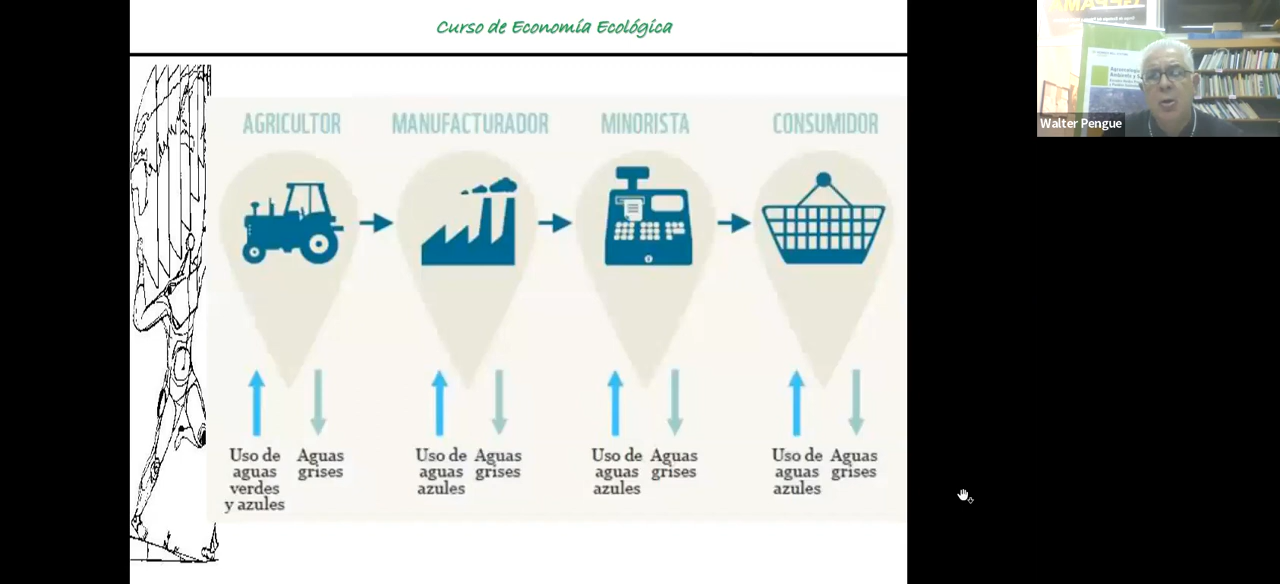 Curso de Economía Ecológica
AGRICULTOR
MANUFACTURADOR
MINORISTA
CONSUMIDOR
Uso de
aguas
verdes
y azules
Aguas
grises
Uso de
aguas
azules
Aguas
grises
Uso de
aguas
azules
Aguas
grises
Uso de
aguas
azules
Aguas
grises
Walter Pengue